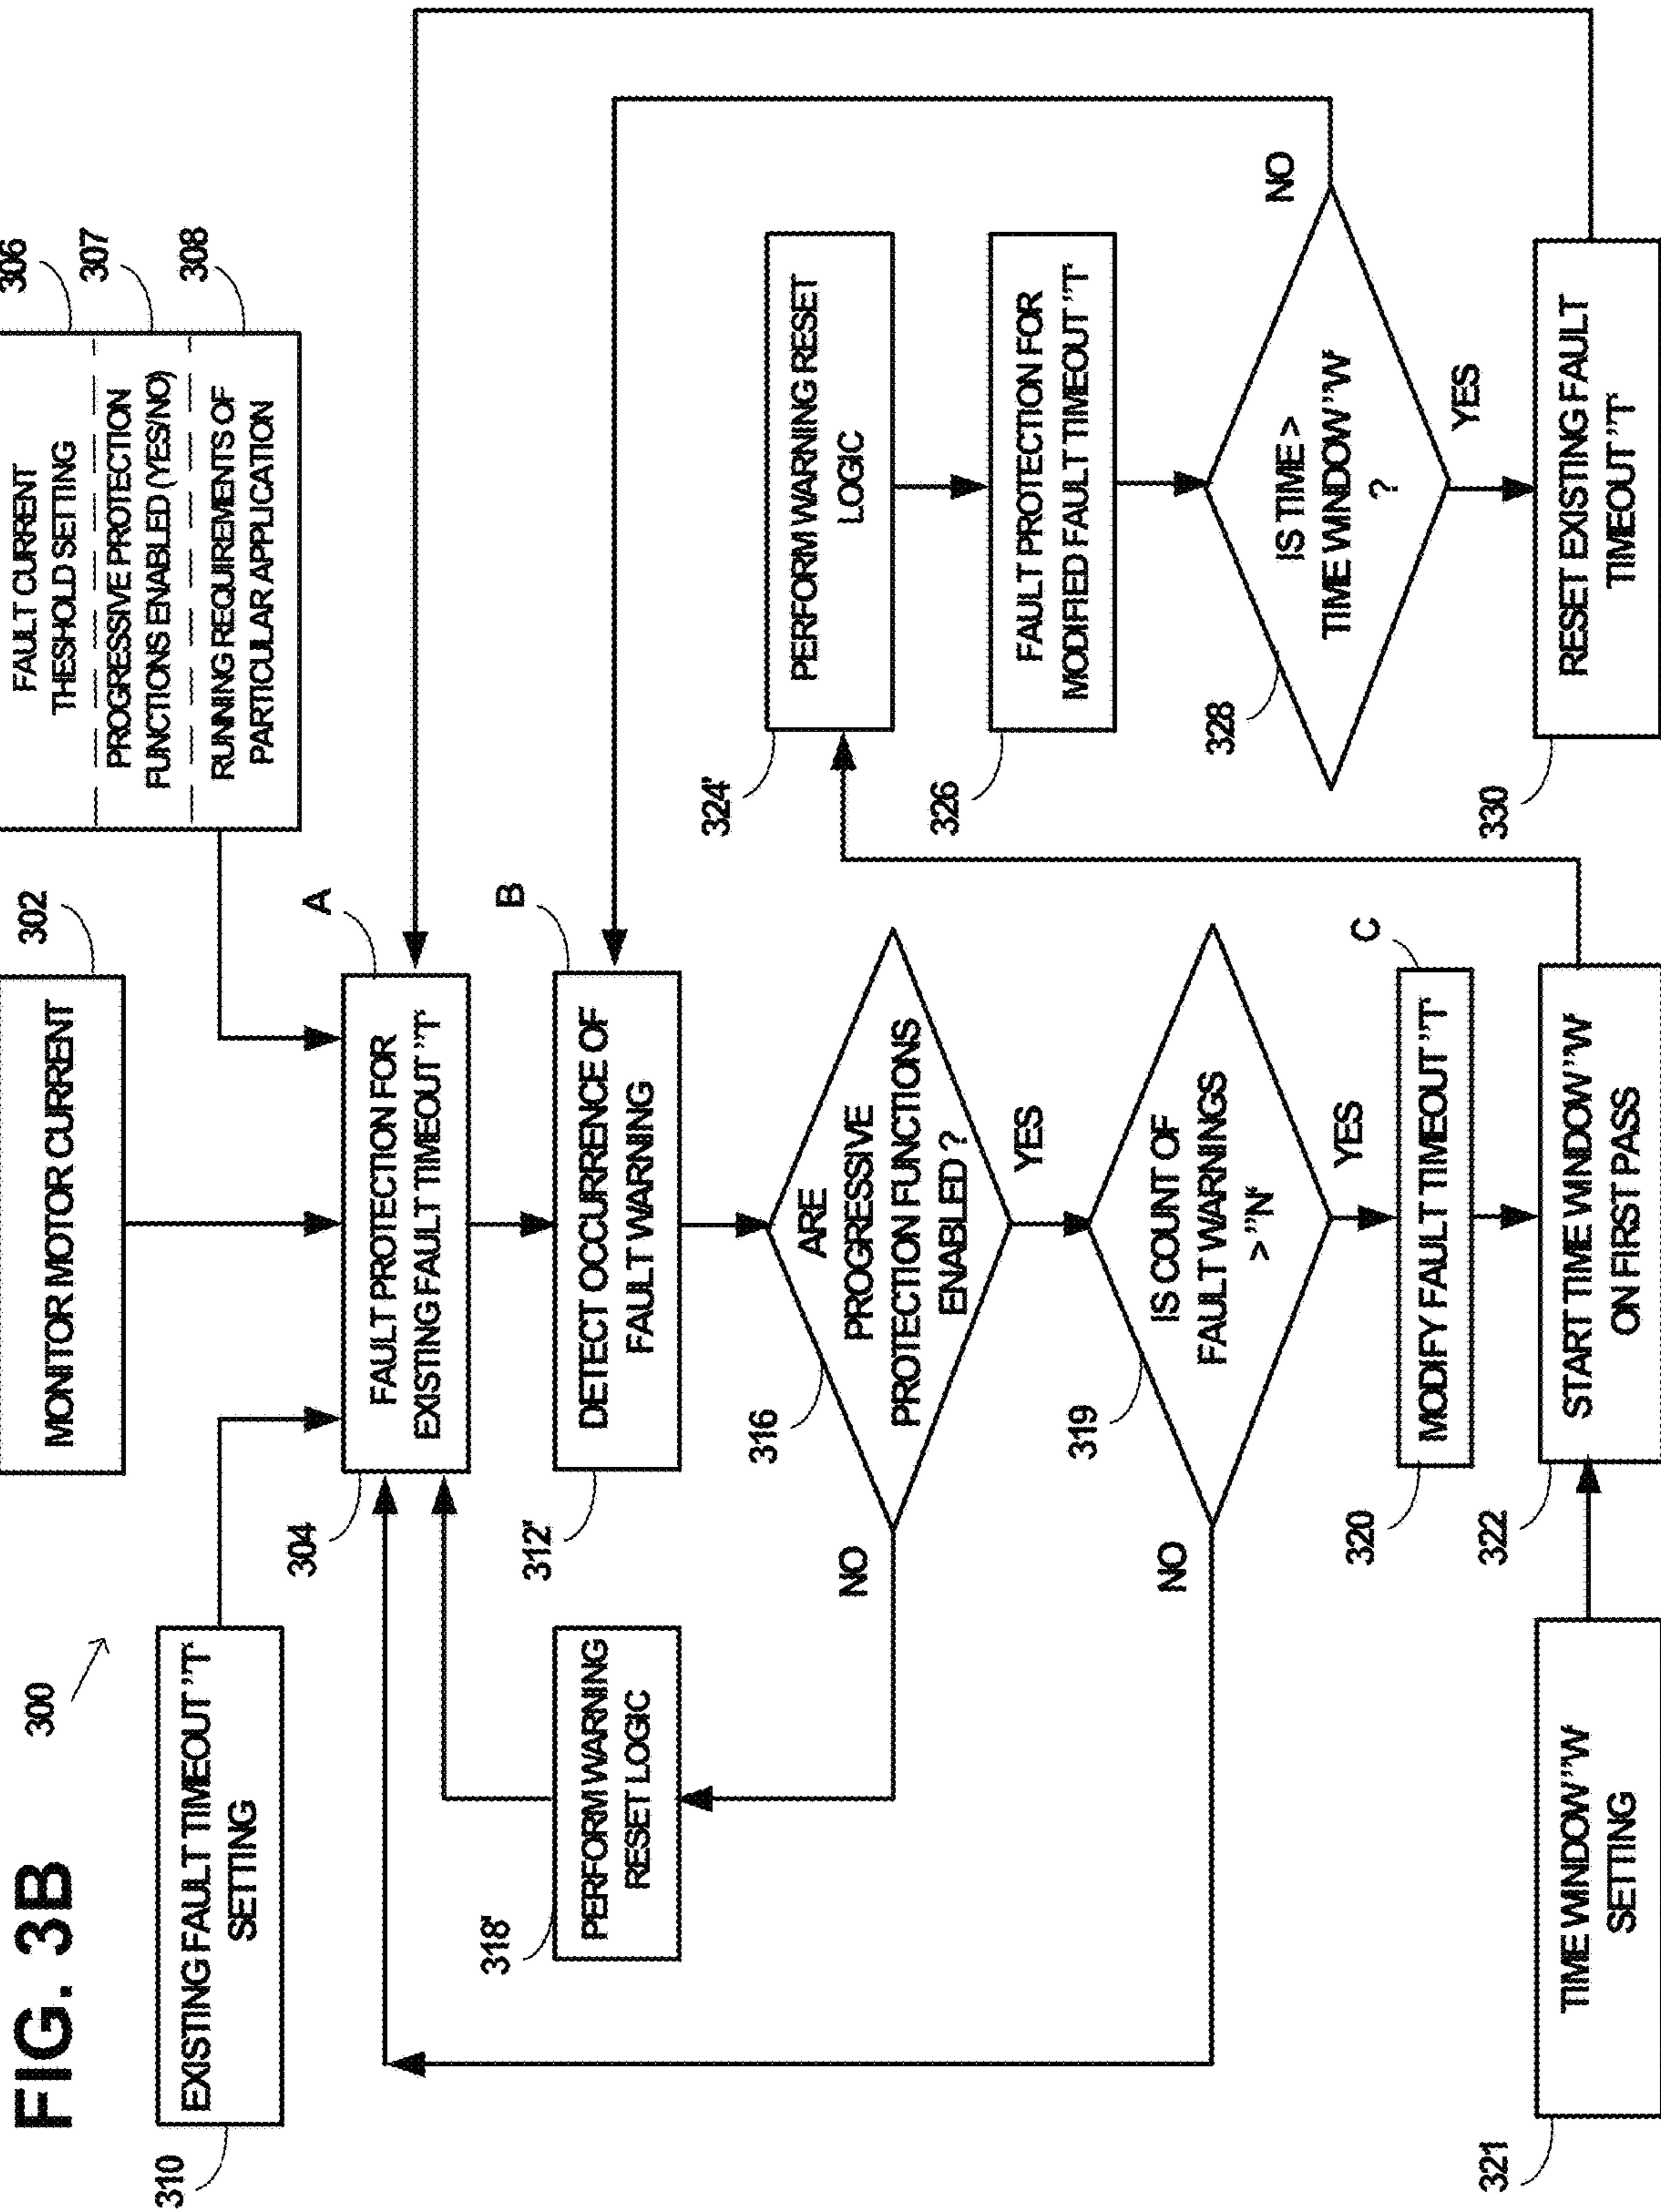 FIG. 3B
300
310
EXISTING FAULT TIMEOUT "T"
SETTING
302
MONITOR MOTOR CURRENT
306
FAULT CURRENT
THESHOLD SETTING
307
PROGRESSIVE PROTECTION
FUNCTIONS ENABLED (YES/NO)
308
RUNNING REQUIREMENTS OF
PARTICULAR APPLICATION
304
A
FAULT PROTECTION FOR
EXISTING FAULT TIMEOUT "T"
312'
B
DETECT OCCURRENCE OF
FAULT WARNING
318'
PERFORM WARNING
RESET LOGIC
NO
316
ARE
PROGRESSIVE
PROTECTION FUNCTIONS
ENABLED ?
YES
NO
319
IS COUNT OF
FAULT WARNINGS
> "N"
YES
320
C
MODIFY FAULT TIMEOUT "T"
321
TIME WINDOW "W"
SETTING
322
START TIME WINDOW "W"
ON FIRST PASS
324'
PERFORM WARNING RESET
LOGIC
326
FAULT PROTECTION FOR
MODIFIED FAULT TIMEOUT "T"
328
IS TIME >
TIME WINDOW "W"
?
NO
YES
330
RESET EXISTING FAULT
TIMEOUT "T"